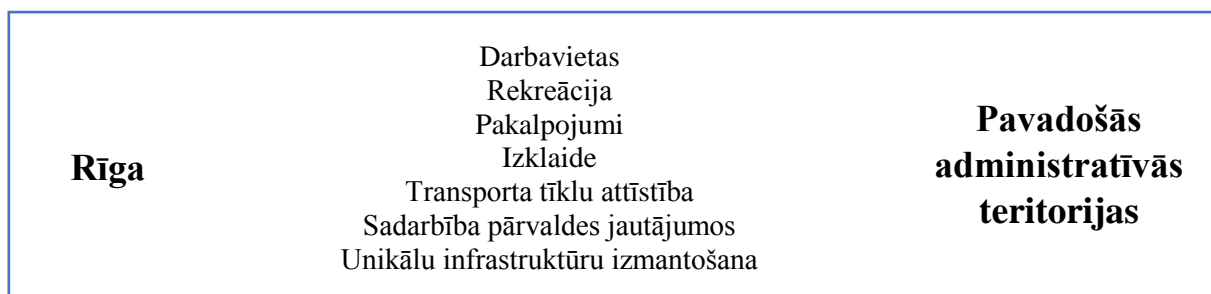 Rīga
Darbavietas
Rekreācija
Pakalpojumi
Izklaide
Transporta tīklu attīstība
Sadarbība pārvaldes jautājumos
Unikālu infrastruktūru izmantošana
Pavadošās
administratīvās
teritorijas